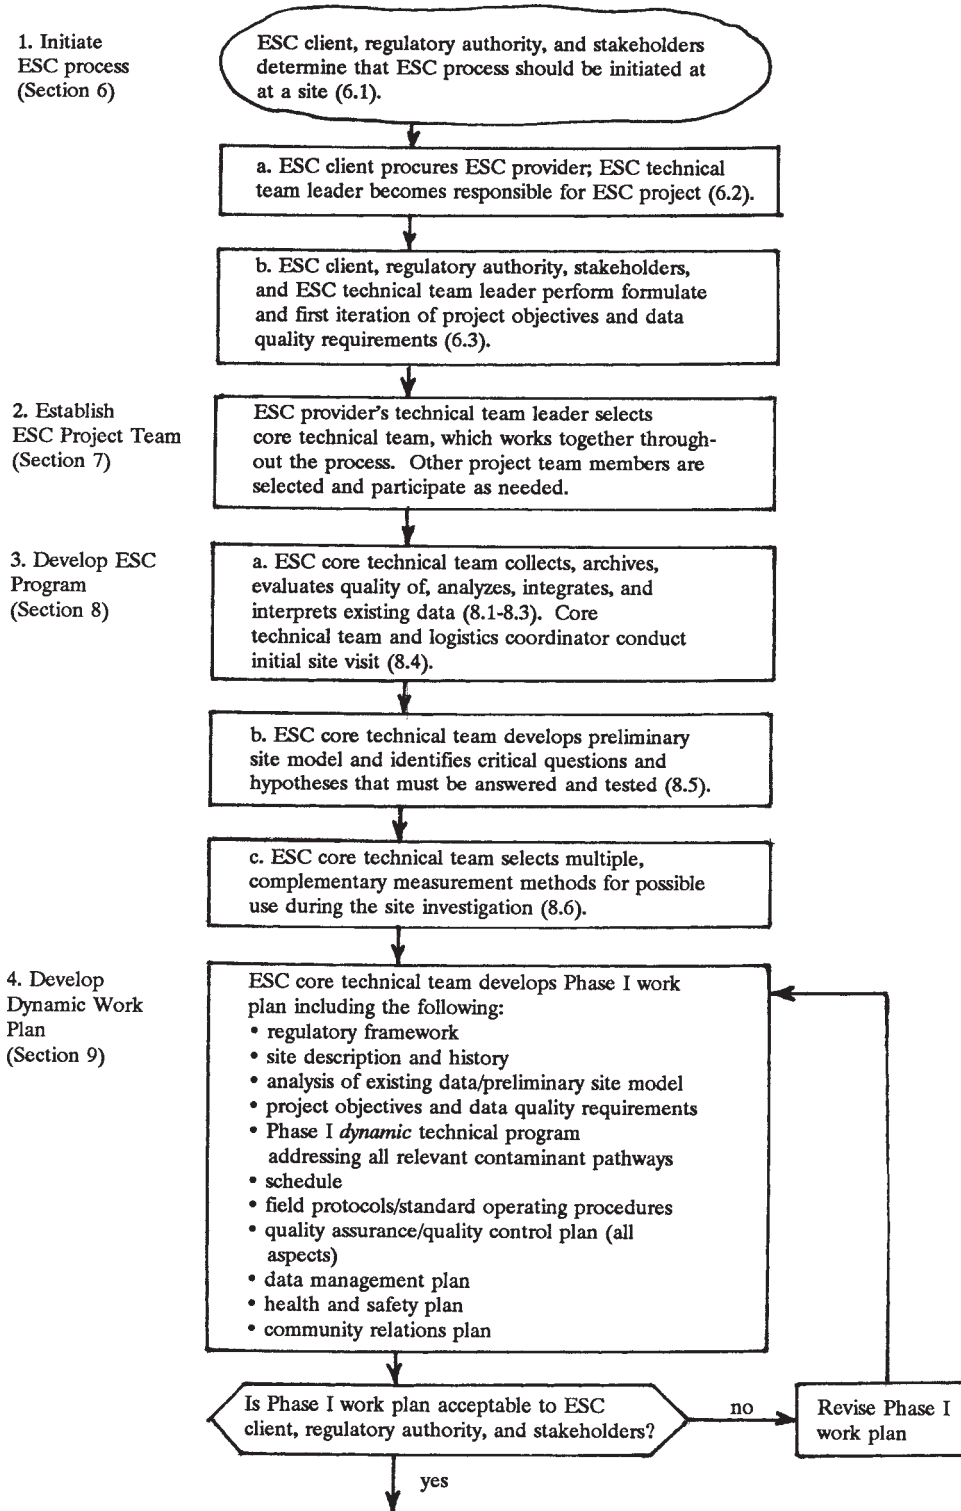 1. Initiate
ESC process
(Section 6)
ESC client, regulatory authority, and stakeholders
determine that ESC process should be initiated at
at a site (6.1).
a. ESC client procures ESC provider; ESC technical
team leader becomes responsible for ESC project (6.2).
b. ESC client, regulatory authority, stakeholders,
and ESC technical team leader perform formulate
and first iteration of project objectives and data
quality requirements (6.3).
2. Establish
ESC Project Team
(Section 7)
ESC provider's technical team leader selects
core technical team, which works together through-
out the process. Other project team members are
selected and participate as needed.
3. Develop ESC
Program
(Section 8)
a. ESC core technical team collects, archives,
evaluates quality of, analyzes, integrates, and
interprets existing data (8.1-8.3). Core
technical team and logistics coordinator conduct
initial site visit (8.4).
b. ESC core technical team develops preliminary
site model and identifies critical questions and
hypotheses that must be answered and tested (8.5).
c. ESC core technical team selects multiple,
complementary measurement methods for possible
use during the site investigation (8.6).
4. Develop
Dynamic Work
Plan
(Section 9)
ESC core technical team develops Phase I work
plan including the following:
• regulatory framework
• site description and history
• analysis of existing data/preliminary site model
• project objectives and data quality requirements
• Phase I dynamic technical program
addressing all relevant contaminant pathways
• schedule
• field protocols/standard operating procedures
• quality assurance/quality control plan (all
aspects)
• data management plan
• health and safety plan
• community relations plan
Is Phase I work plan acceptable to ESC
client, regulatory authority, and stakeholders?
no
Revise Phase I
work plan
yes